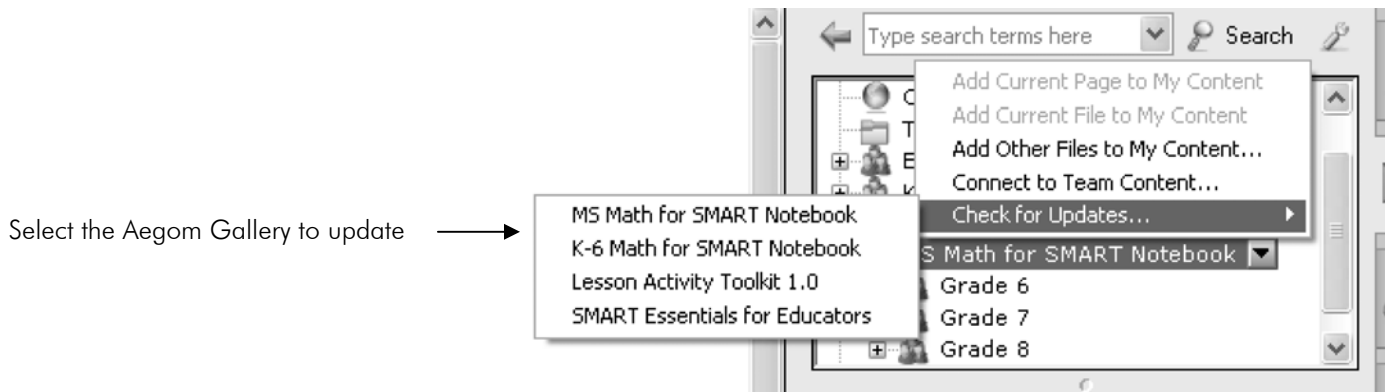 Type search terms here
Search
Add Current Page to My Content
Add Current File to My Content
Add Other Files to My Content...
Connect to Team Content...
Check for Updates...
Select the Aegom Gallery to update
MS Math for SMART Notebook
K-6 Math for SMART Notebook
Lesson Activity Toolkit 1.0
SMART Essentials for Educators
S Math for SMART Notebook
Grade 6
Grade 7
Grade 8